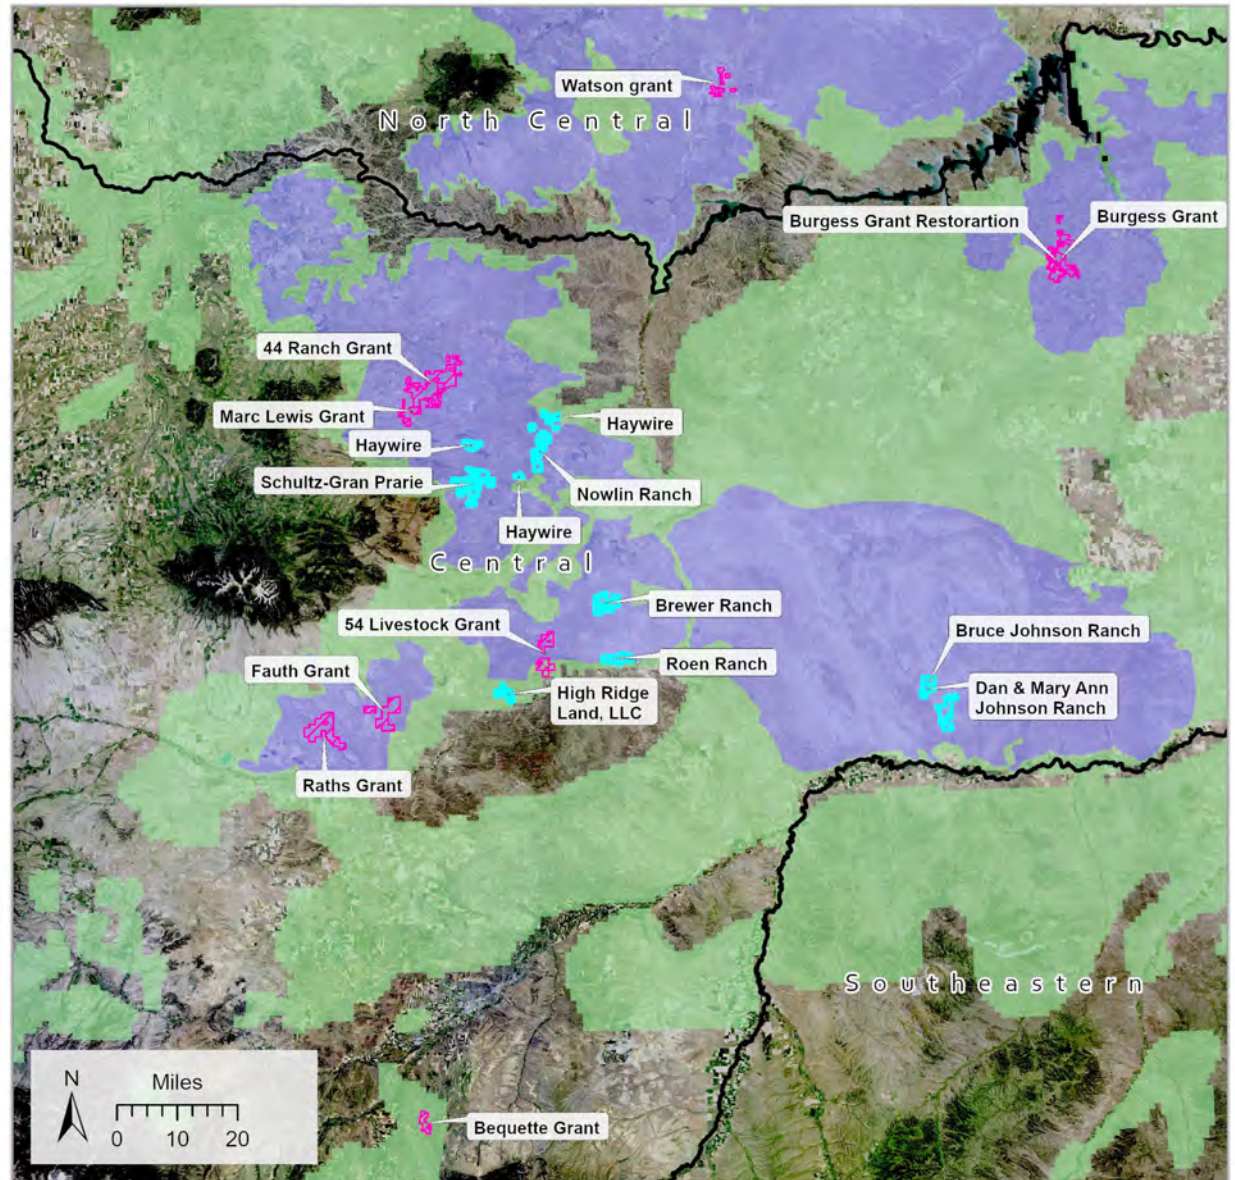 Watson grant
North Central
Burgess Grant Restorartion
Burgess Grant
44 Ranch Grant
Marc Lewis Grant
Haywire
Haywire
Schultz-Gran Prarie
Nowlin Ranch
Haywire
Central
Brewer Ranch
54 Livestock Grant
Bruce Johnson Ranch
Roen Ranch
Fauth Grant
Dan & Mary Ann
Johnson Ranch
High Ridge
Land, LLC
Raths Grant
Southeastern
N
Miles
0 10 20
Bequette Grant